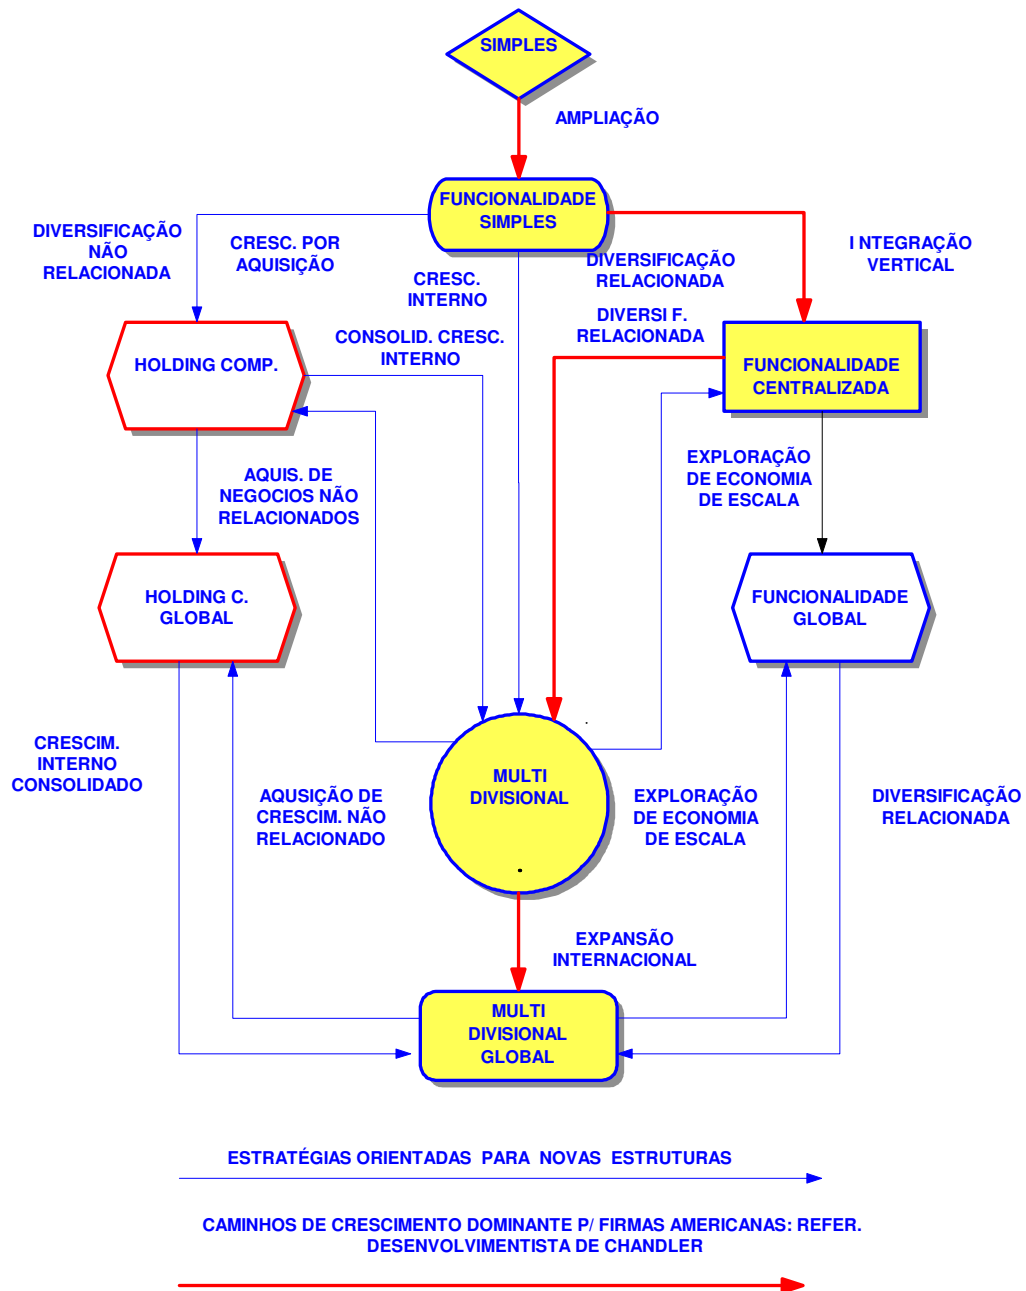 SIMPLES
AMPLIAÇÃO
FUNCIONALIDADE
SIMPLES
DIVERSIFICAÇÃO
NÃO
RELACIONADA
CRESC. POR
AQUISIÇÃO
CRESC.
INTERNO
DIVERSIFICAÇÃO
RELACIONADA
I NTEGRAÇÃO
VERTICAL
DIVERSI F.
RELACIONADA
CONSOLID. CRESC.
INTERNO
HOLDING COMP.
FUNCIONALIDADE
CENTRALIZADA
AQUIS. DE
NEGOCIOS NÃO
RELACIONADOS
EXPLORAÇÃO
DE ECONOMIA
DE ESCALA
HOLDING C.
GLOBAL
FUNCIONALIDADE
GLOBAL
CRESCIM.
INTERNO
CONSOLIDADO
AQUSIÇÃO DE
CRESCIM. NÃO
RELACIONADO
MULTI
DIVISIONAL
.
EXPLORAÇÃO
DE ECONOMIA
DE ESCALA
DIVERSIFICAÇÃO
RELACIONADA
EXPANSÃO
INTERNACIONAL
MULTI
DIVISIONAL
GLOBAL
ESTRATÉGIAS ORIENTADAS PARA NOVAS ESTRUTURAS
CAMINHOS DE CRESCIMENTO DOMINANTE P/ FIRMAS AMERICANAS: REFER.
DESENVOLVIMENTISTA DE CHANDLER